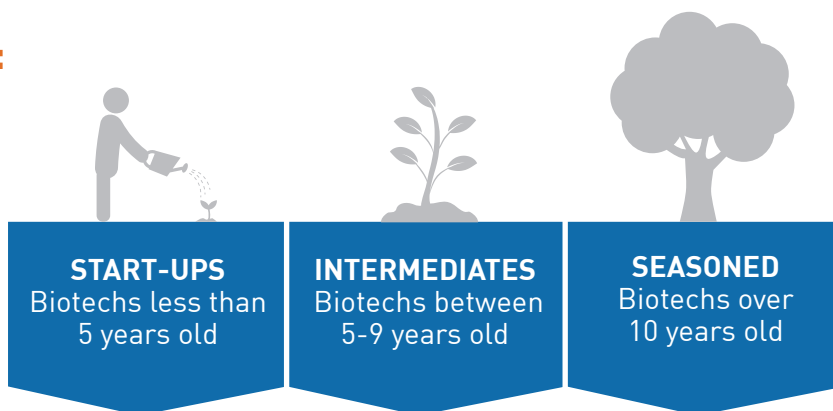 :
START-UPS
Biotechs less than
5 years old
INTERMEDIATES
Biotechs between
5-9 years old
SEASONED
Biotechs over
10 years old